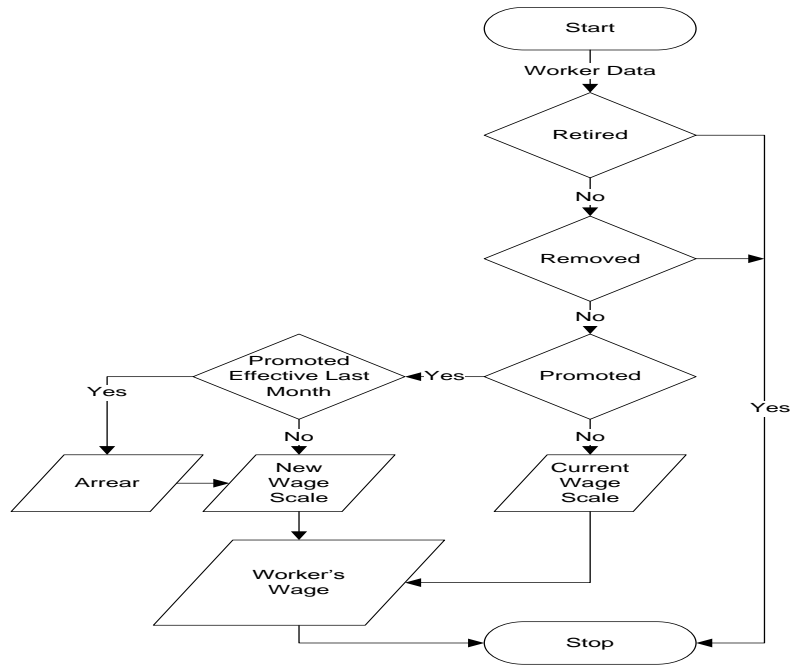 Start
Worker Data
Retired
No
Removed
No
Promoted
Effective Last
Month
Yes
Promoted
Yes
Yes
No
No
Arrear
New
Wage
Scale
Current
Wage
Scale
Worker's
Wage
Stop